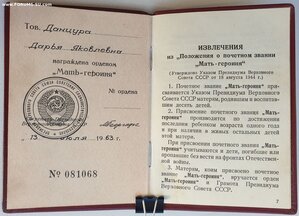 FORUMS-SU.COM
Тов. Данцура
Дарья Яковлевна
награждена орденом
„Мать-героиня“
№ ордена
13 июля 1963 г.
№ 081068
ИЗВЛЕЧЕНИЯ
из „Положения о почетном звании
„Мать-героиня“
(Утверждено Указом Президиума Верховного
Совета СССР от 18 августа 1944 г.)
1. Почетное звание „Мать-героиня“ при-
сваивается Указом Президиума Верховного
Совета СССР матерям, родившим и воспитав-
шим десять детей.
2. Присвоение почетного звания „Мать-
героиня“ производится по достижении
последним ребенком возраста одного года и
при наличии в живых остальных детей
этой матери.
При присвоении почетного звания „Мать-
героиня“ учитываются и дети, погибшие или
пропавшие без вести на фронтах Отечествен-
ной войны.
3. Матерям, коим присвоено почетное
звание „Мать-героиня“ вручается орден
„Мать-героиня“ и Грамота Президиума
Верховного Совета СССР.
7